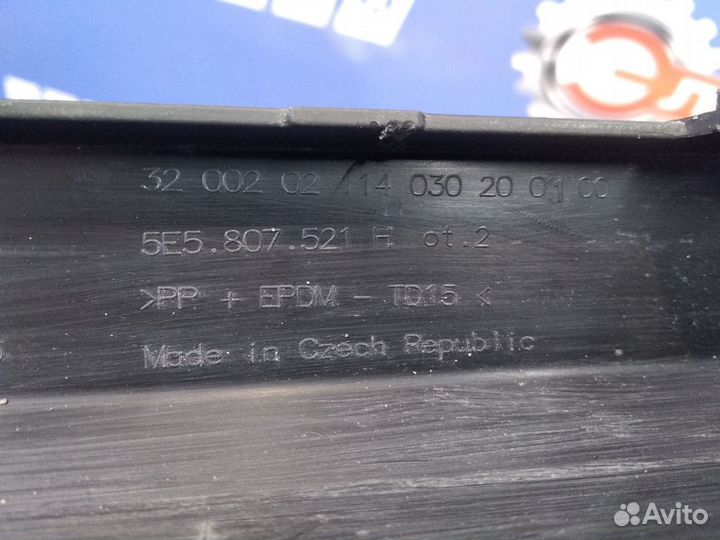 32 002 02 114 030 20 01 00
5E5.807.521 H ot.2
>PP + EPDM - TD15 <
Made in Czech Republic
Avito